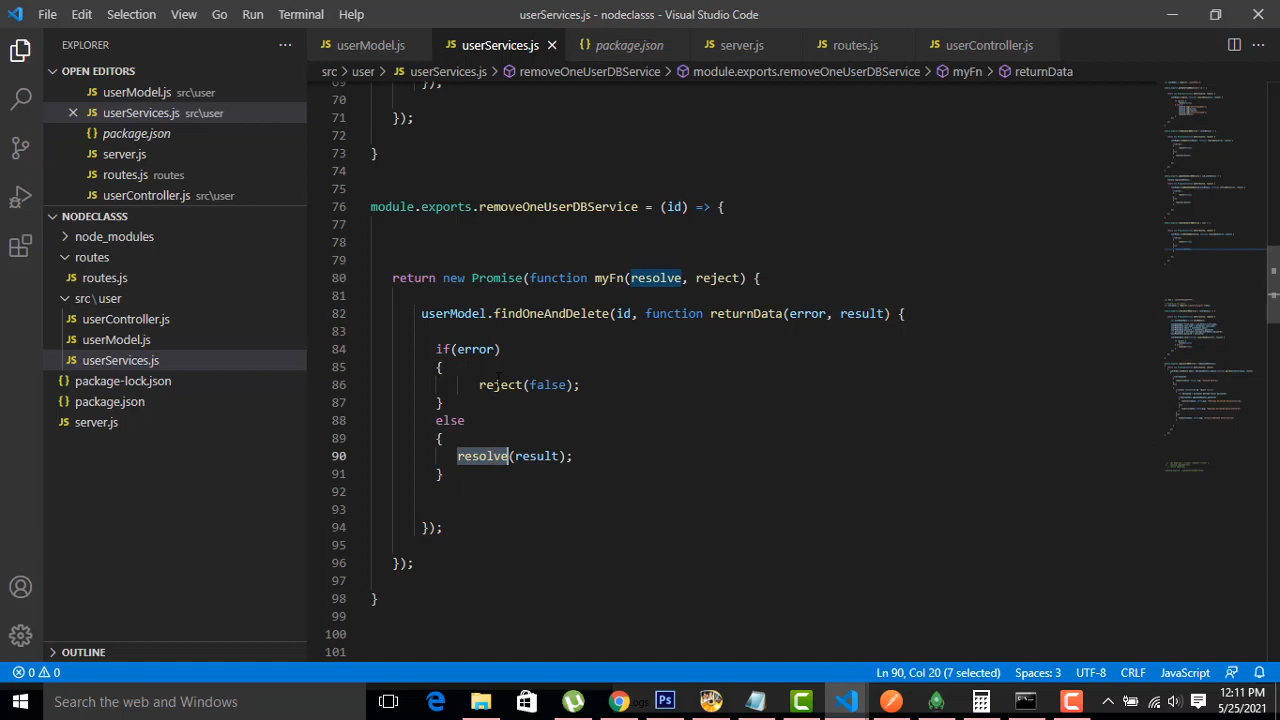 File Edit Selection View Go Run Terminal Help userServices.js - nodeclasss - Visual Studio Code
EXPLORER
OPEN EDITORS
userModel.js src\user
userServices.js src\user
package.json
server.js
routes.js routes
userController.js src\user
NODECLASSS
node_modules
routes
routes.js
src\user
userController.js
userModel.js
userServices.js
package-lock.json
package.json
server.js
OUTLINE
userModel.js userServices.js package.json server.js routes.js userController.js
src user userServices.js removeOneUserDBService module.exports.removeOneUserDBService myFn returnData
69 });
70
71 });
72
73 }
74
75
76 module.exports.removeOneUserDBService = (id) => {
77
78
79
80 return new Promise(function myFn(resolve, reject) {
81
82 userModel.findOneAndDelete(id, function returnData(error, result) {
83
84 if(error)
85 {
86 reject(false);
87 }
88 else
89 {
90 resolve(result);
91 }
92
93
94 });
95
96 });
97
98 }
99
100
101
0 0 Ln 90, Col 20 (7 selected) Spaces: 3 UTF-8 CRLF JavaScript
Search the web and Windows
12:11 PM
5/25/2021